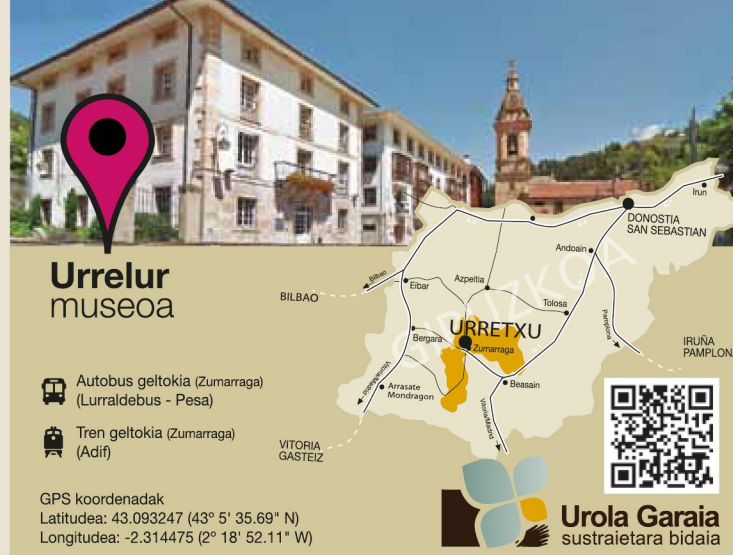 Urrelur
museoa
Autobus geltokia (Zumarraga)
(Lurraldebus - Pesa)
Tren geltokia (Zumarraga)
(Adif)
GPS koordenadak
Latitudea: 43.093247 (43º 5' 35.69" N)
Longitudea: -2.314475 (2º 18' 52.11" W)
GIPUZKOA
Irun
DONOSTIA
SAN SEBASTIAN
Andoain
BILBAO
Bilbao
Eibar
Azpeitia
Tolosa
Pamplona
IRUÑA
PAMPLONA
URRETXU
Bergara
Zumarraga
Vitoria/Madrid
Arrasate
Mondragon
Beasain
Vitoria/Madrid
VITORIA
GASTEIZ
Urola Garaia
sustraietara bidaia